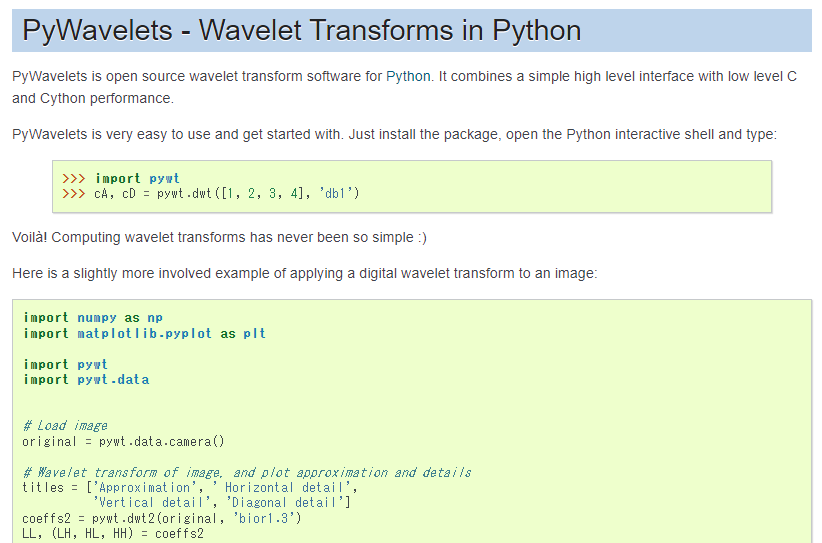 PyWavelets - Wavelet Transforms in Python
PyWavelets is open source wavelet transform software for Python. It combines a simple high level interface with low level C
and Cython performance.
PyWavelets is very easy to use and get started with. Just install the package, open the Python interactive shell and type:
>>> import pywt
>>> cA, cD = pywt.dwt([1, 2, 3, 4], 'db1')
Voilà! Computing wavelet transforms has never been so simple :)
Here is a slightly more involved example of applying a digital wavelet transform to an image:
import numpy as np
import matplotlib.pyplot as plt
import pywt
import pywt.data
# Load image
original = pywt.data.camera()
# Wavelet transform of image, and plot approximation and details
titles = ['Approximation', ' Horizontal detail',
'Vertical detail', 'Diagonal detail']
coeffs2 = pywt.dwt2(original, 'bior1.3')
LL, (LH, HL, HH) = coeffs2